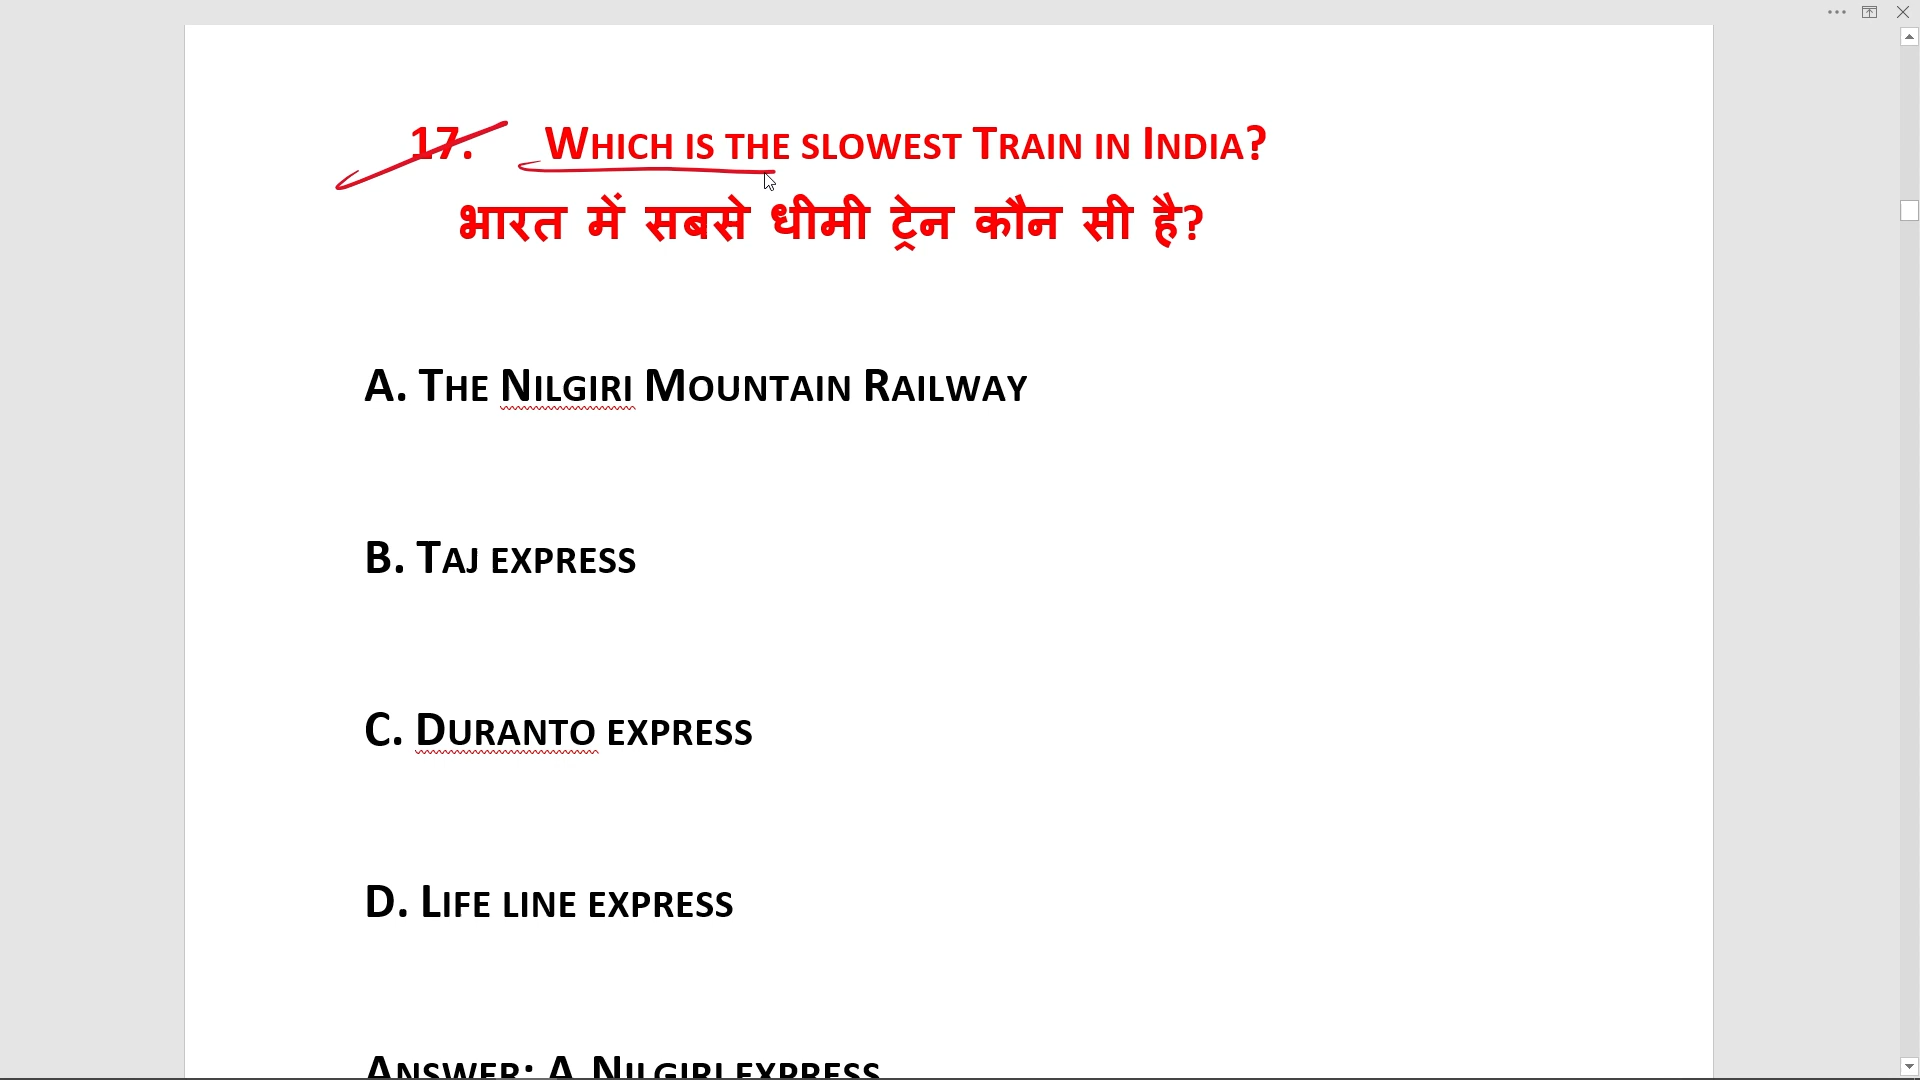 17. Which is the slowest Train in India?
भारत में सबसे धीमी ट्रेन कौन सी है?
A. The Nilgiri Mountain Railway
B. Taj express
C. Duranto express
D. Life line express
Answer: A Nilgiri express